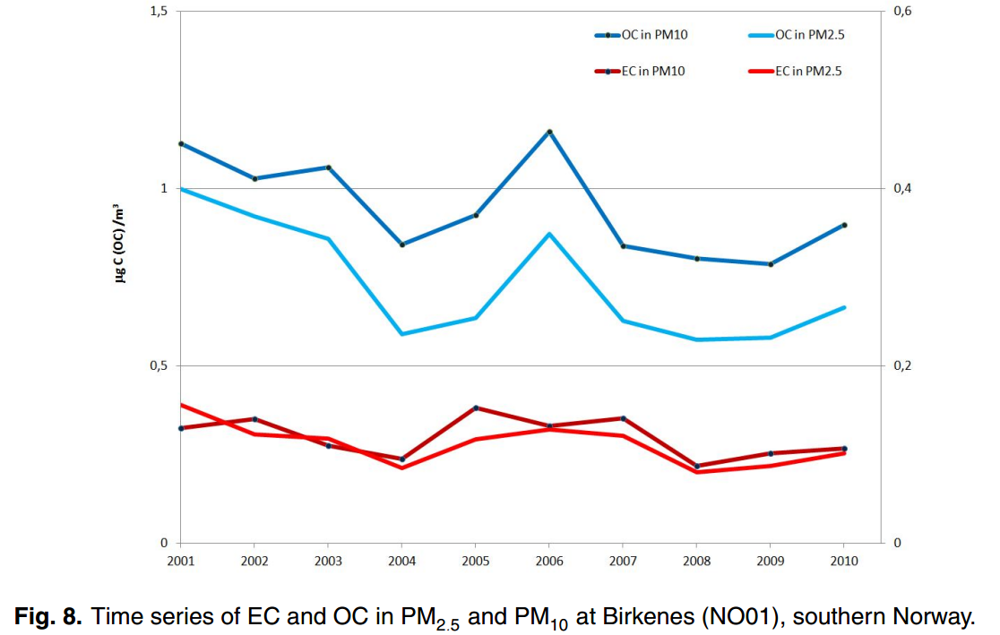 1,5
0,6
OC in PM10
OC in PM2.5
EC in PM10
EC in PM2.5
1
0,4
µg C (OC) /m³
0,5
0,2
0
0
2001 2002 2003 2004 2005 2006 2007 2008 2009 2010
Fig. 8. Time series of EC and OC in PM2.5 and PM10 at Birkenes (NO01), southern Norway.